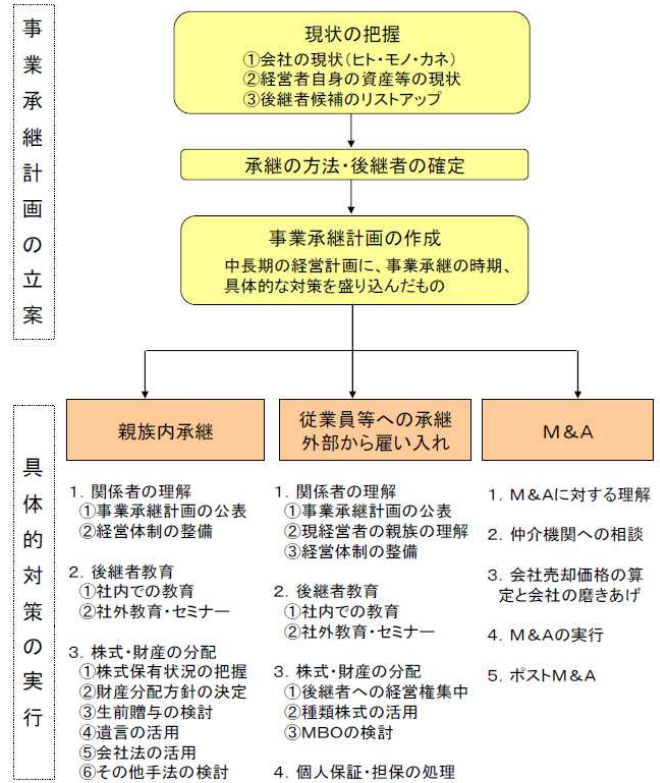 事業承継計画の立案
現状の把握
①会社の現状(ヒト・モノ・カネ)
②経営者自身の資産等の現状
③後継者候補のリストアップ
承継の方法・後継者の確定
事業承継計画の作成
中長期の経営計画に、事業承継の時期、
具体的な対策を盛り込んだもの
具体的対策の実行
親族内承継
1. 関係者の理解
①事業承継計画の公表
②経営体制の整備
2. 後継者教育
①社内での教育
②社外教育・セミナー
3. 株式・財産の分配
①株式保有状況の把握
②財産分配方針の決定
③生前贈与の検討
④遺言の活用
⑤会社法の活用
⑥その他手法の検討
従業員等への承継
外部から雇い入れ
1. 関係者の理解
①事業承継計画の公表
②現経営者の親族の理解
③経営体制の整備
2. 後継者教育
①社内での教育
②社外教育・セミナー
3. 株式・財産の分配
①後継者への経営権集中
②種類株式の活用
③MBOの検討
4. 個人保証・担保の処理
M&A
1. M&Aに対する理解
2. 仲介機関への相談
3. 会社売却価格の算
定と会社の磨きあげ
4. M&Aの実行
5. ポストM&A